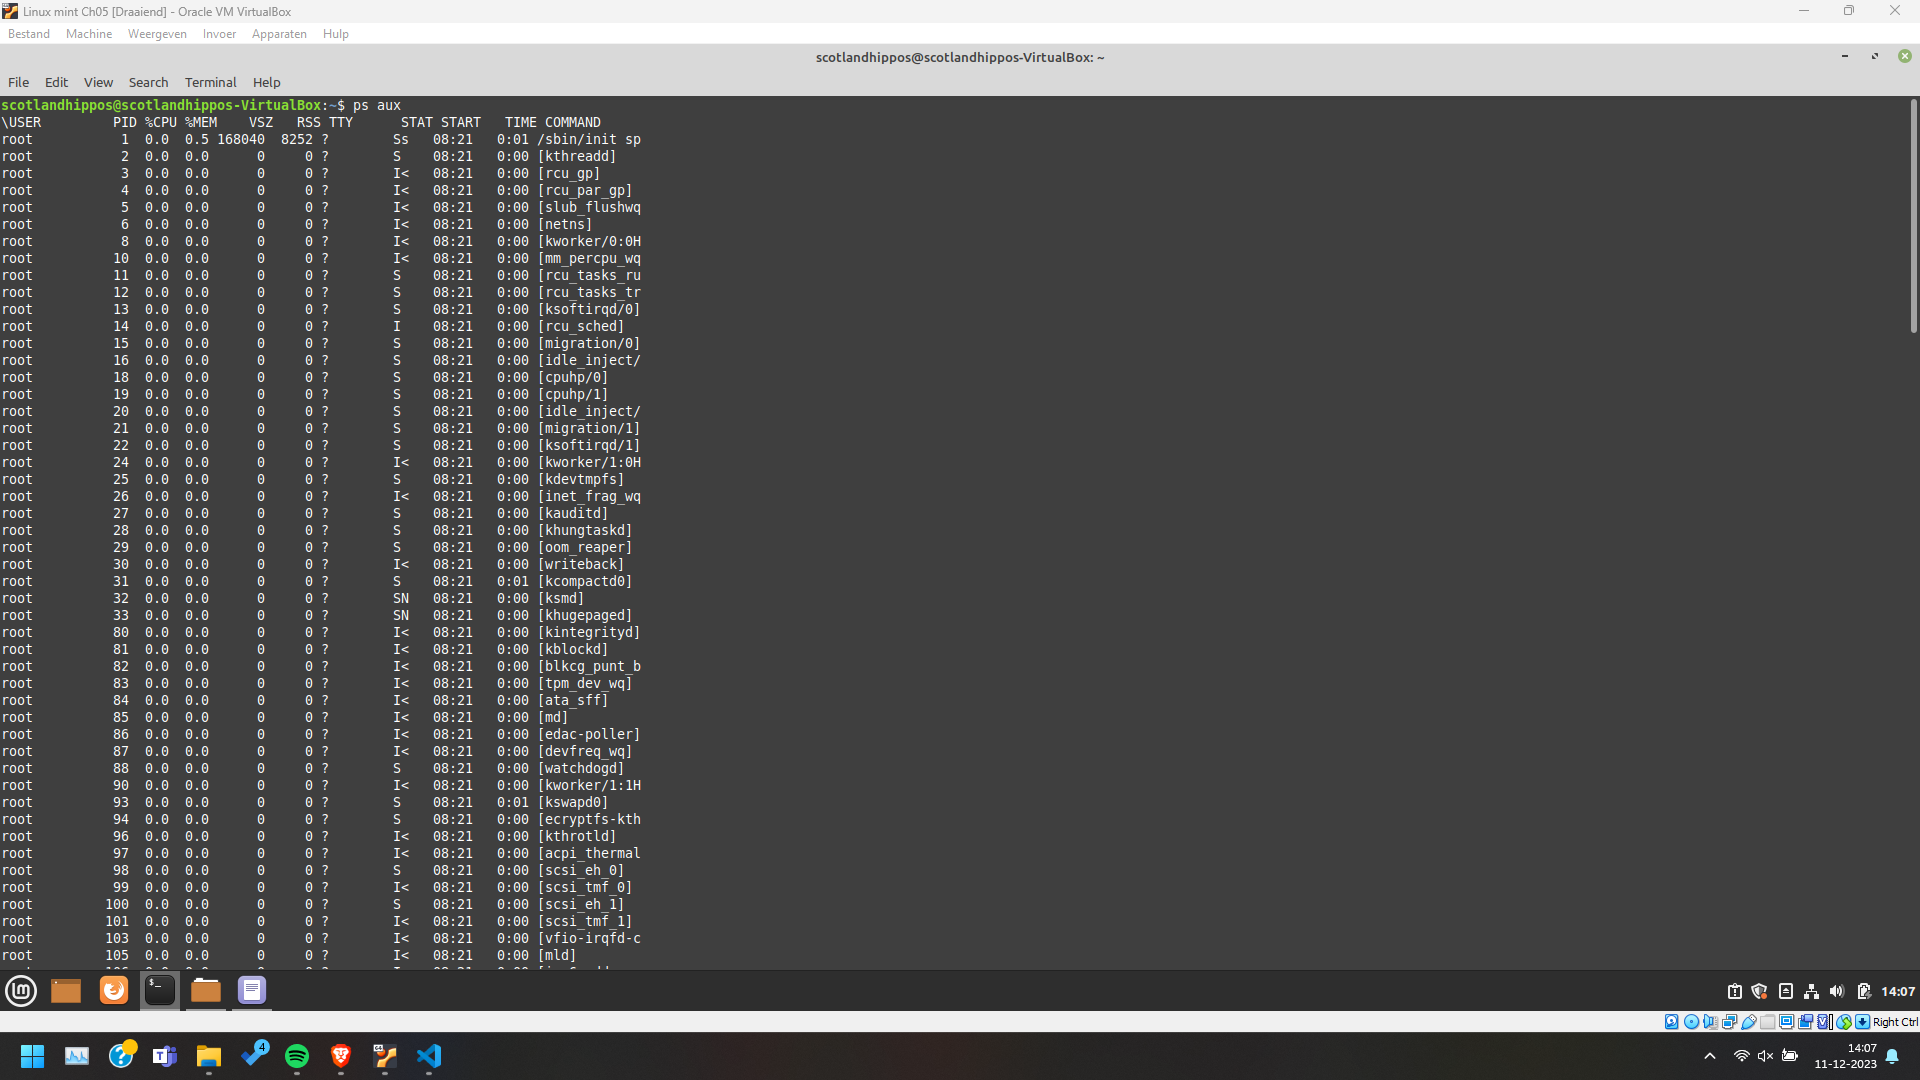 Linux mint Ch05 [Draaiend] - Oracle VM VirtualBox
Bestand Machine Weergeven Invoer Apparaten Hulp
scotlandhippos@scotlandhippos-VirtualBox: ~
File Edit View Search Terminal Help
scotlandhippos@scotlandhippos-VirtualBox:~$ ps aux
\USER PID %CPU %MEM VSZ RSS TTY STAT START TIME COMMAND
root 1 0.0 0.5 168040 8252 ? Ss 08:21 0:01 /sbin/init sp
root 2 0.0 0.0 0 0 ? S 08:21 0:00 [kthreadd]
root 3 0.0 0.0 0 0 ? I< 08:21 0:00 [rcu_gp]
root 4 0.0 0.0 0 0 ? I< 08:21 0:00 [rcu_par_gp]
root 5 0.0 0.0 0 0 ? I< 08:21 0:00 [slub_flushwq
root 6 0.0 0.0 0 0 ? I< 08:21 0:00 [netns]
root 8 0.0 0.0 0 0 ? I< 08:21 0:00 [kworker/0:0H
root 10 0.0 0.0 0 0 ? I< 08:21 0:00 [mm_percpu_wq
root 11 0.0 0.0 0 0 ? S 08:21 0:00 [rcu_tasks_ru
root 12 0.0 0.0 0 0 ? S 08:21 0:00 [rcu_tasks_tr
root 13 0.0 0.0 0 0 ? S 08:21 0:00 [ksoftirqd/0]
root 14 0.0 0.0 0 0 ? I 08:21 0:00 [rcu_sched]
root 15 0.0 0.0 0 0 ? S 08:21 0:00 [migration/0]
root 16 0.0 0.0 0 0 ? S 08:21 0:00 [idle_inject/
root 18 0.0 0.0 0 0 ? S 08:21 0:00 [cpuhp/0]
root 19 0.0 0.0 0 0 ? S 08:21 0:00 [cpuhp/1]
root 20 0.0 0.0 0 0 ? S 08:21 0:00 [idle_inject/
root 21 0.0 0.0 0 0 ? S 08:21 0:00 [migration/1]
root 22 0.0 0.0 0 0 ? S 08:21 0:00 [ksoftirqd/1]
root 24 0.0 0.0 0 0 ? I< 08:21 0:00 [kworker/1:0H
root 25 0.0 0.0 0 0 ? S 08:21 0:00 [kdevtmpfs]
root 26 0.0 0.0 0 0 ? I< 08:21 0:00 [inet_frag_wq
root 27 0.0 0.0 0 0 ? S 08:21 0:00 [kauditd]
root 28 0.0 0.0 0 0 ? S 08:21 0:00 [khungtaskd]
root 29 0.0 0.0 0 0 ? S 08:21 0:00 [oom_reaper]
root 30 0.0 0.0 0 0 ? I< 08:21 0:00 [writeback]
root 31 0.0 0.0 0 0 ? S 08:21 0:01 [kcompactd0]
root 32 0.0 0.0 0 0 ? SN 08:21 0:00 [ksmd]
root 33 0.0 0.0 0 0 ? SN 08:21 0:00 [khugepaged]
root 80 0.0 0.0 0 0 ? I< 08:21 0:00 [kintegrityd]
root 81 0.0 0.0 0 0 ? I< 08:21 0:00 [kblockd]
root 82 0.0 0.0 0 0 ? I< 08:21 0:00 [blkcg_punt_b
root 83 0.0 0.0 0 0 ? I< 08:21 0:00 [tpm_dev_wq]
root 84 0.0 0.0 0 0 ? I< 08:21 0:00 [ata_sff]
root 85 0.0 0.0 0 0 ? I< 08:21 0:00 [md]
root 86 0.0 0.0 0 0 ? I< 08:21 0:00 [edac-poller]
root 87 0.0 0.0 0 0 ? I< 08:21 0:00 [devfreq_wq]
root 88 0.0 0.0 0 0 ? S 08:21 0:00 [watchdogd]
root 90 0.0 0.0 0 0 ? I< 08:21 0:00 [kworker/1:1H
root 93 0.0 0.0 0 0 ? S 08:21 0:01 [kswapd0]
root 94 0.0 0.0 0 0 ? S 08:21 0:00 [ecryptfs-kth
root 96 0.0 0.0 0 0 ? I< 08:21 0:00 [kthrotld]
root 97 0.0 0.0 0 0 ? I< 08:21 0:00 [acpi_thermal
root 98 0.0 0.0 0 0 ? S 08:21 0:00 [scsi_eh_0]
root 99 0.0 0.0 0 0 ? I< 08:21 0:00 [scsi_tmf_0]
root 100 0.0 0.0 0 0 ? S 08:21 0:00 [scsi_eh_1]
root 101 0.0 0.0 0 0 ? I< 08:21 0:00 [scsi_tmf_1]
root 103 0.0 0.0 0 0 ? I< 08:21 0:00 [vfio-irqfd-c
root 105 0.0 0.0 0 0 ? I< 08:21 0:00 [mld]
14:07
Right Ctrl
4
14:07
11-12-2023